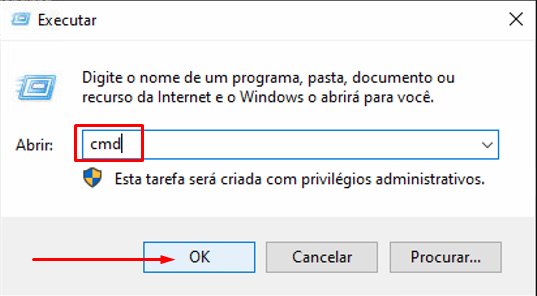 Executar
Digite o nome de um programa, pasta, documento ou
recurso da Internet e o Windows o abrirá para você.
Abrir: cmd
Esta tarefa será criada com privilégios administrativos.
OK Cancelar Procurar...